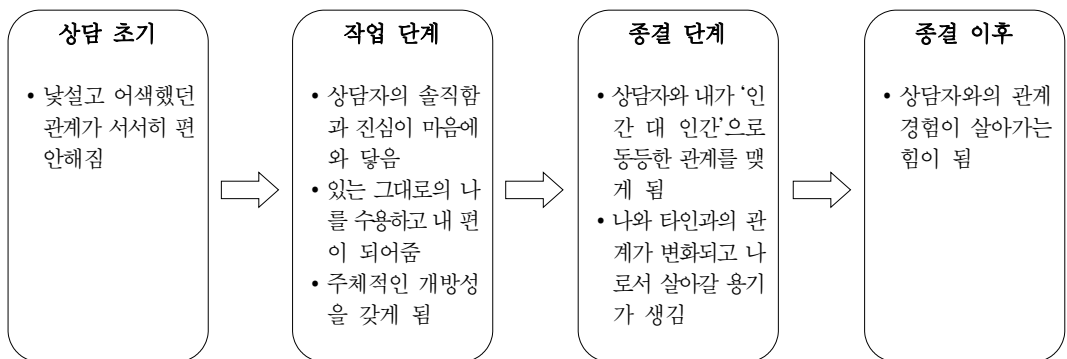 상담 초기
• 낯설고 어색했던
관계가 서서히 편
안해짐
작업 단계
• 상담자의 솔직함
과 진심이 마음에
와 닿음
• 있는 그대로의 나
를 수용하고 내 편
이 되어줌
• 주체적인 개방성
을 갖게 됨
종결 단계
• 상담자와 내가 ‘인
간 대 인간’으로
동등한 관계를 맺
게 됨
• 나와 타인과의 관
계가 변화되고 나
로서 살아갈 용기
가 생김
종결 이후
• 상담자와의 관계
경험이 살아가는
힘이 됨